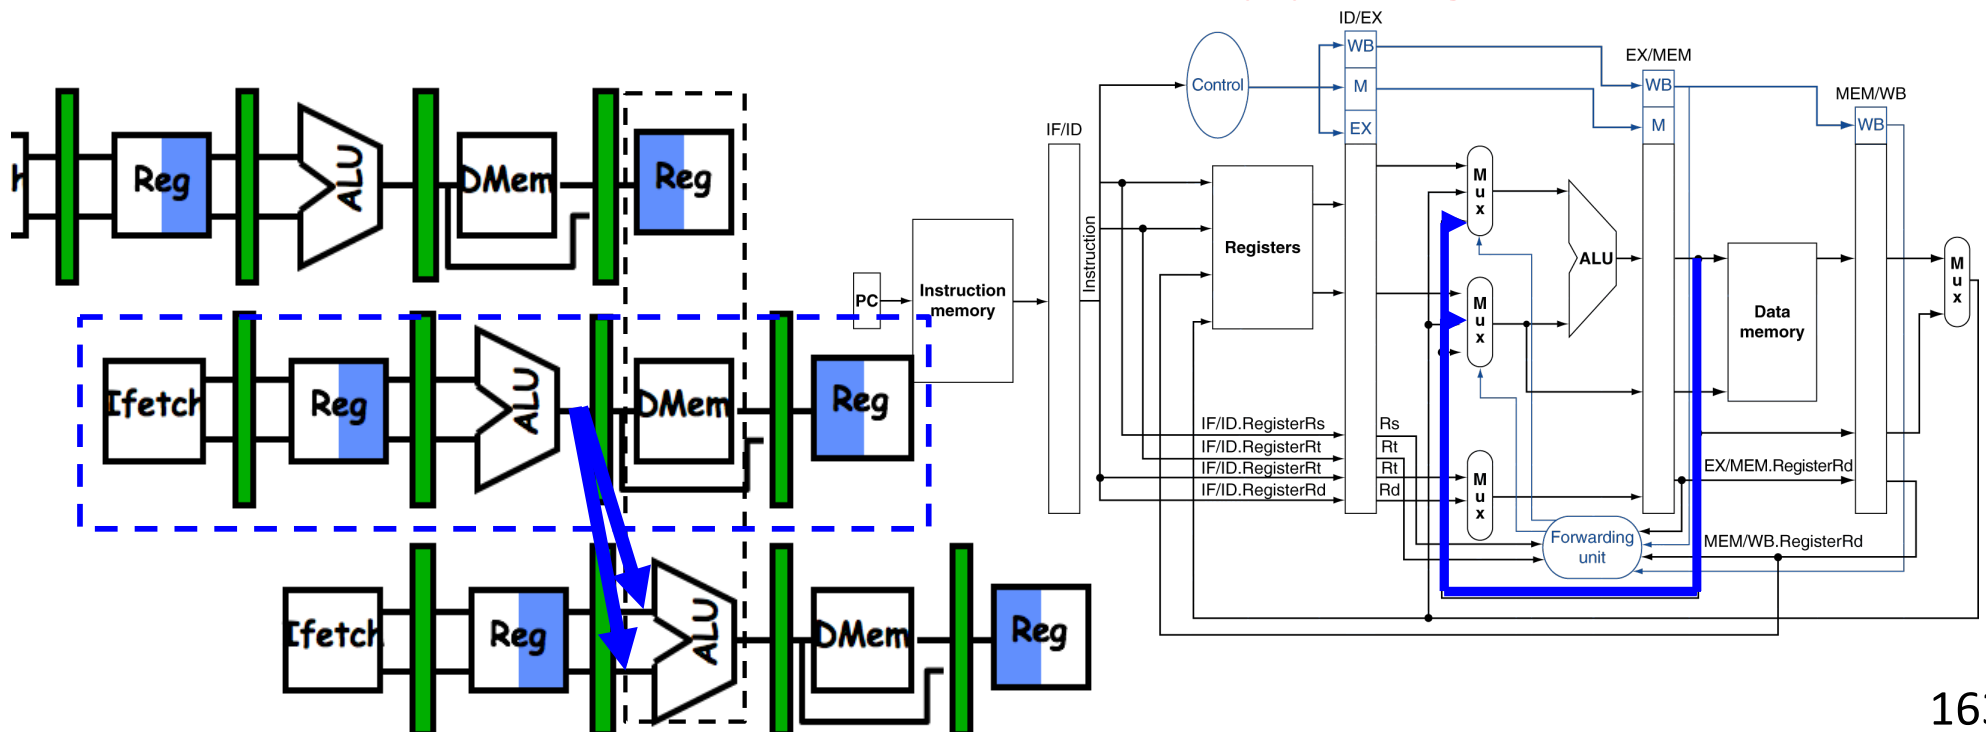 h
Reg
ALU
DMem
Reg
Ifetch
Reg
ALU
DMem
Reg
Ifetch
Reg
ALU
DMem
Reg
PC
Instruction
memory
IF/ID
Instruction
Control
Registers
IF/ID.RegisterRs
IF/ID.RegisterRt
IF/ID.RegisterRt
IF/ID.RegisterRd
ID/EX
WB
M
EX
Rs
Rt
Rt
Rd
M
u
x
M
u
x
M
u
x
ALU
Forwarding
unit
EX/MEM
WB
M
Data
memory
EX/MEM.RegisterRd
MEM/WB.RegisterRd
MEM/WB
WB
M
u
x
163